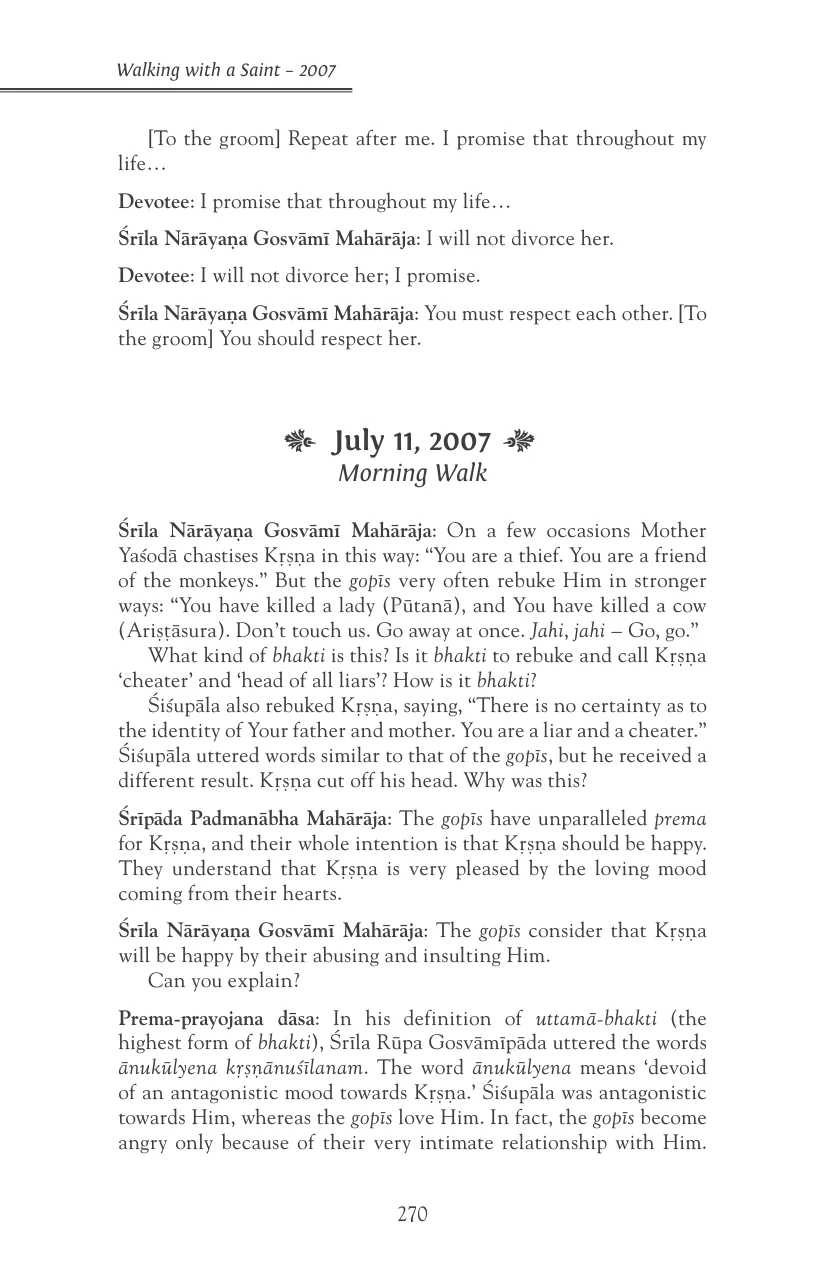 Walking with a Saint – 2007
[To the groom] Repeat after me. I promise that throughout my
life…
Devotee: I promise that throughout my life…
Śrīla Nārāyaṇa Gosvāmī Mahārāja: I will not divorce her.
Devotee: I will not divorce her; I promise.
Śrīla Nārāyaṇa Gosvāmī Mahārāja: You must respect each other. [To
the groom] You should respect her.
July 11, 2007
Morning Walk
Śrīla Nārāyaṇa Gosvāmī Mahārāja: On a few occasions Mother
Yaśodā chastises Kṛṣṇa in this way: “You are a thief. You are a friend
of the monkeys.” But the gopīs very often rebuke Him in stronger
ways: “You have killed a lady (Pūtanā), and You have killed a cow
(Ariṣṭāsura). Don’t touch us. Go away at once. Jahi, jahi – Go, go.”
What kind of bhakti is this? Is it bhakti to rebuke and call Kṛṣṇa
‘cheater’ and ‘head of all liars’? How is it bhakti?
Śiśupāla also rebuked Kṛṣṇa, saying, “There is no certainty as to
the identity of Your father and mother. You are a liar and a cheater.”
Śiśupāla uttered words similar to that of the gopīs, but he received a
different result. Kṛṣṇa cut off his head. Why was this?
Śrīpāda Padmanābha Mahārāja: The gopīs have unparalleled prema
for Kṛṣṇa, and their whole intention is that Kṛṣṇa should be happy.
They understand that Kṛṣṇa is very pleased by the loving mood
coming from their hearts.
Śrīla Nārāyaṇa Gosvāmī Mahārāja: The gopīs consider that Kṛṣṇa
will be happy by their abusing and insulting Him.
Can you explain?
Prema-prayojana dāsa: In his definition of uttamā-bhakti (the
highest form of bhakti), Śrīla Rūpa Gosvāmīpāda uttered the words
ānukūlyena kṛṣṇānuśīlanam. The word ānukūlyena means ‘devoid
of an antagonistic mood towards Kṛṣṇa.’ Śiśupāla was antagonistic
towards Him, whereas the gopīs love Him. In fact, the gopīs become
angry only because of their very intimate relationship with Him.
270